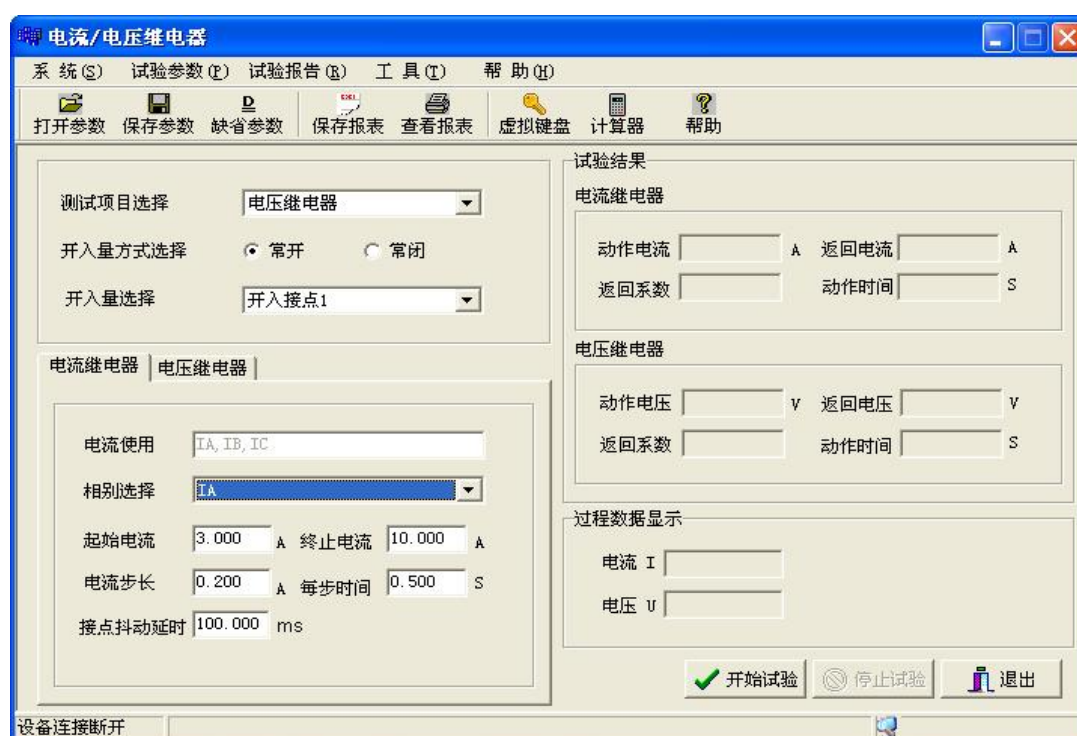 电流/电压继电器
系 统(S) 试验参数(P) 试验报告(R) 工 具(T) 帮 助(H)
打开参数 保存参数 缺省参数 保存报表 查看报表 虚拟键盘 计算器 帮助
测试项目选择 电压继电器
开入量方式选择 常开 常闭
开入量选择 开入接点1
电流继电器 电压继电器
电流使用 IA,IB,IC
相别选择 IA
起始电流 3.000 A 终止电流 10.000 A
电流步长 0.200 A 每步时间 0.500 S
接点抖动延时 100.000 ms
试验结果
电流继电器
动作电流 A 返回电流 A
返回系数 动作时间 S
电压继电器
动作电压 V 返回电压 V
返回系数 动作时间 S
过程数据显示
电流 I
电压 U
开始试验 停止试验 退出
设备连接断开